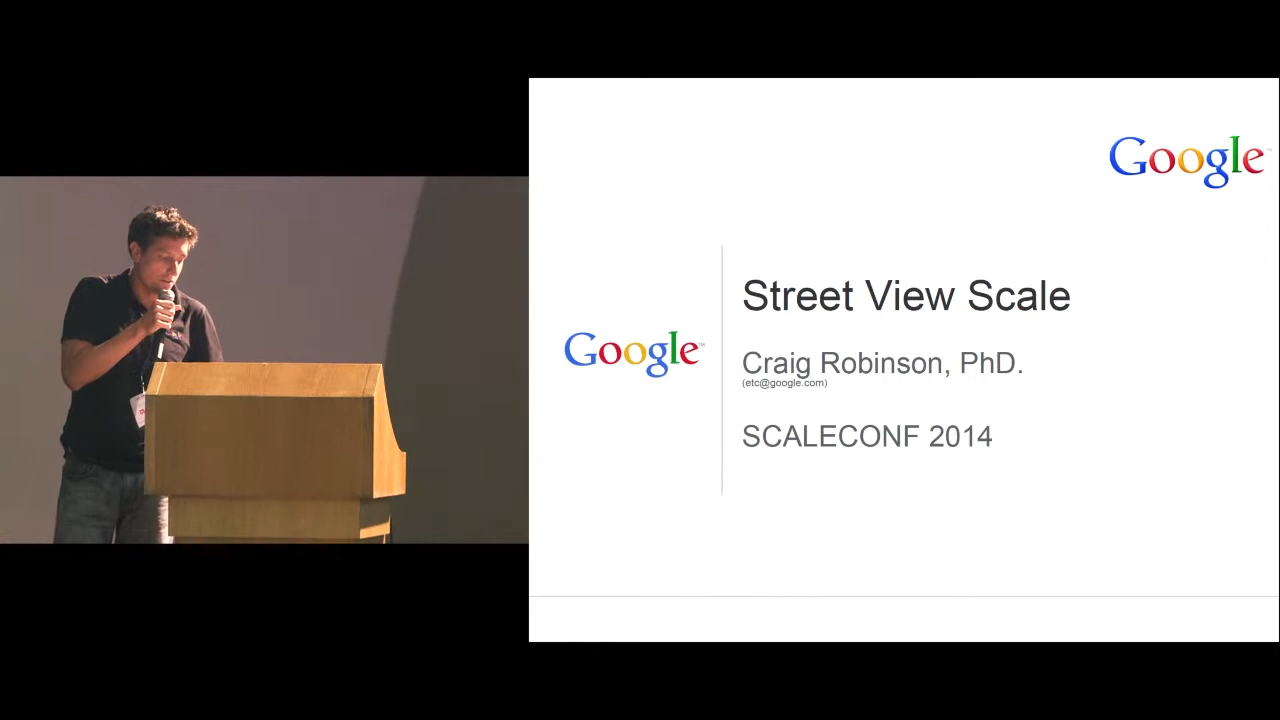 Google
Google
Street View Scale
Craig Robinson, PhD.
(etc@google.com)
SCALECONF 2014